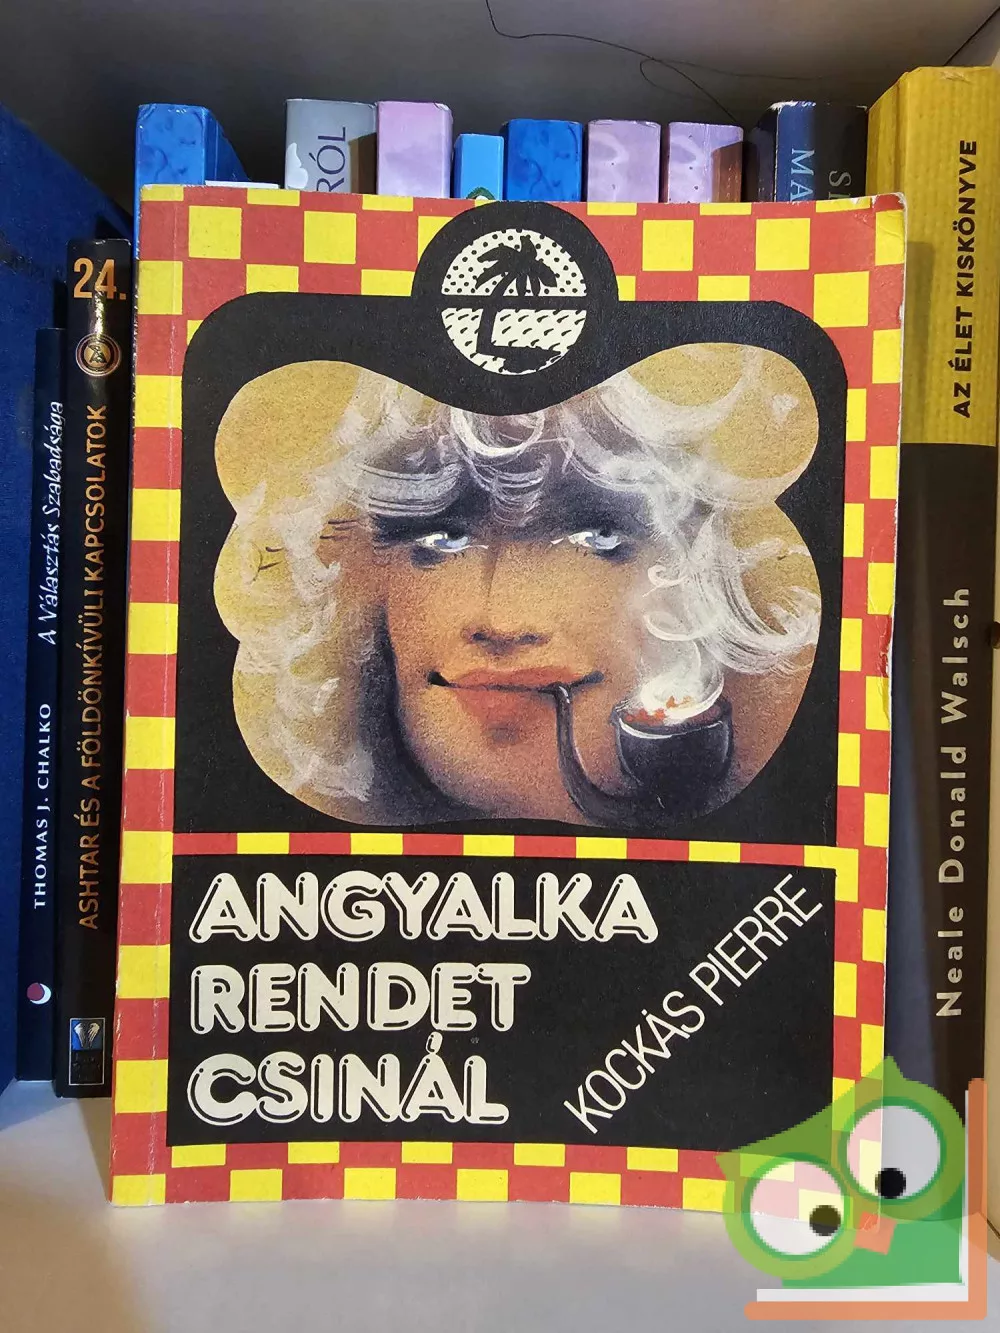 ANGYALKA
RENDET
CSINÁL
KOCKÁS PIERRE
THOMAS J. CHALKO
A Választás Szabadsága
24.
ASHTAR ÉS A FÖLDÖNKÍVÜLI KAPCSOLATOK
RÓL
MA
AZ ÉLET KISKÖNYVE
Neale Donald Walsch